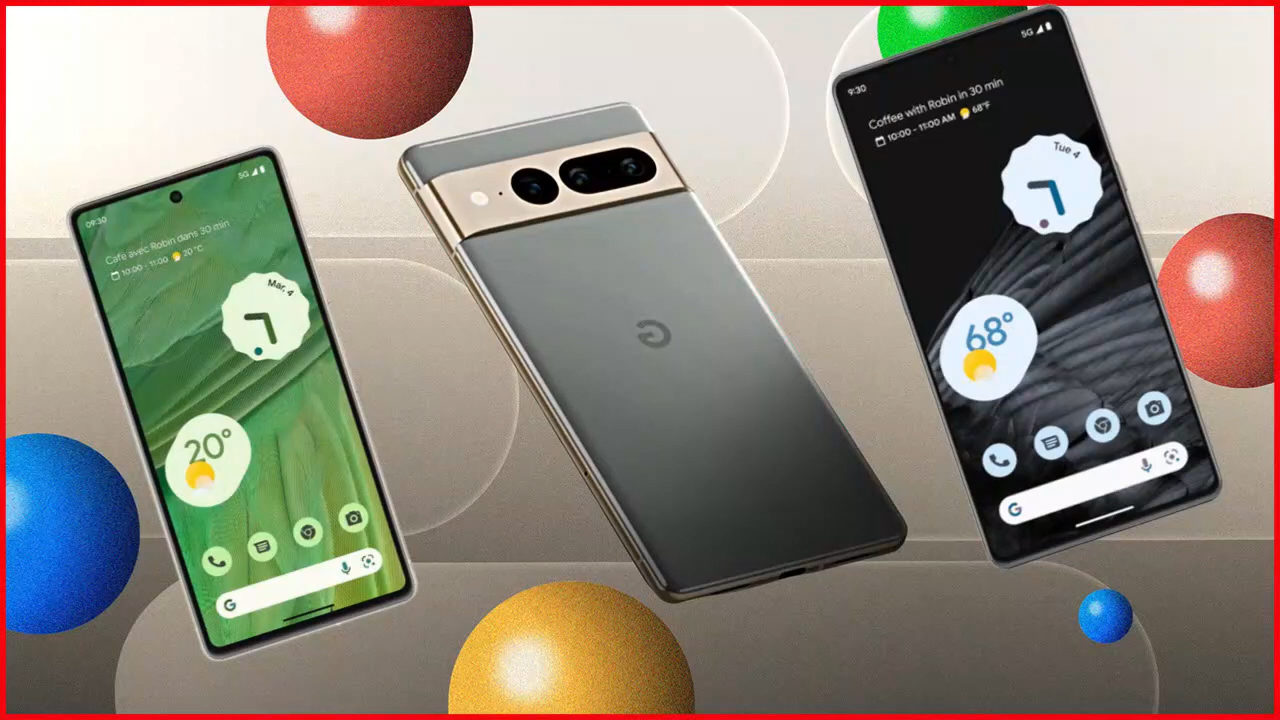 09:30
5G
Café avec Robin dans 30 min
10:00 - 11:00 20 °C
Mar. 4
20°
G
G
9:30
5G
Coffee with Robin in 30 min
10:00 - 11:00 AM 68°F
Tue 4
68°
G